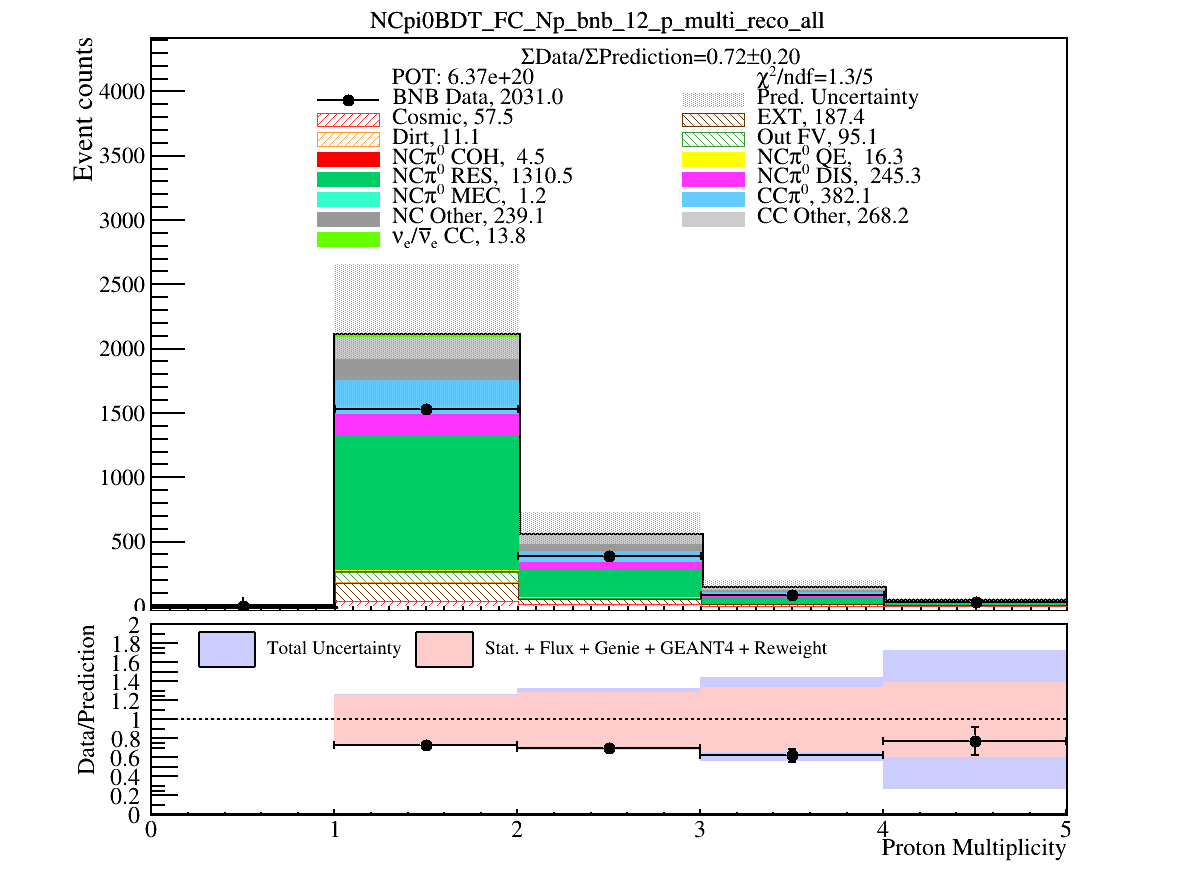 NCpi0BDT_FC_Np_bnb_12_p_multi_reco_all
ΣData/ΣPrediction=0.72±0.20
POT: 6.37e+20
χ²/ndf=1.3/5
BNB Data, 2031.0
Pred. Uncertainty
Cosmic, 57.5
EXT, 187.4
Dirt, 11.1
Out FV, 95.1
NCπ⁰ COH,  4.5
NCπ⁰ QE,  16.3
NCπ⁰ RES,  1310.5
NCπ⁰ DIS,  245.3
NCπ⁰ MEC,  1.2
CCπ⁰, 382.1
NC Other, 239.1
CC Other, 268.2
νₑ/ν̅ₑ CC, 13.8
Event counts
4000
3500
3000
2500
2000
1500
1000
500
0
Total Uncertainty
Stat. + Flux + Genie + GEANT4 + Reweight
Data/Prediction
2
1.8
1.6
1.4
1.2
1
0.8
0.6
0.4
0.2
0
0 1 2 3 4 5
Proton Multiplicity